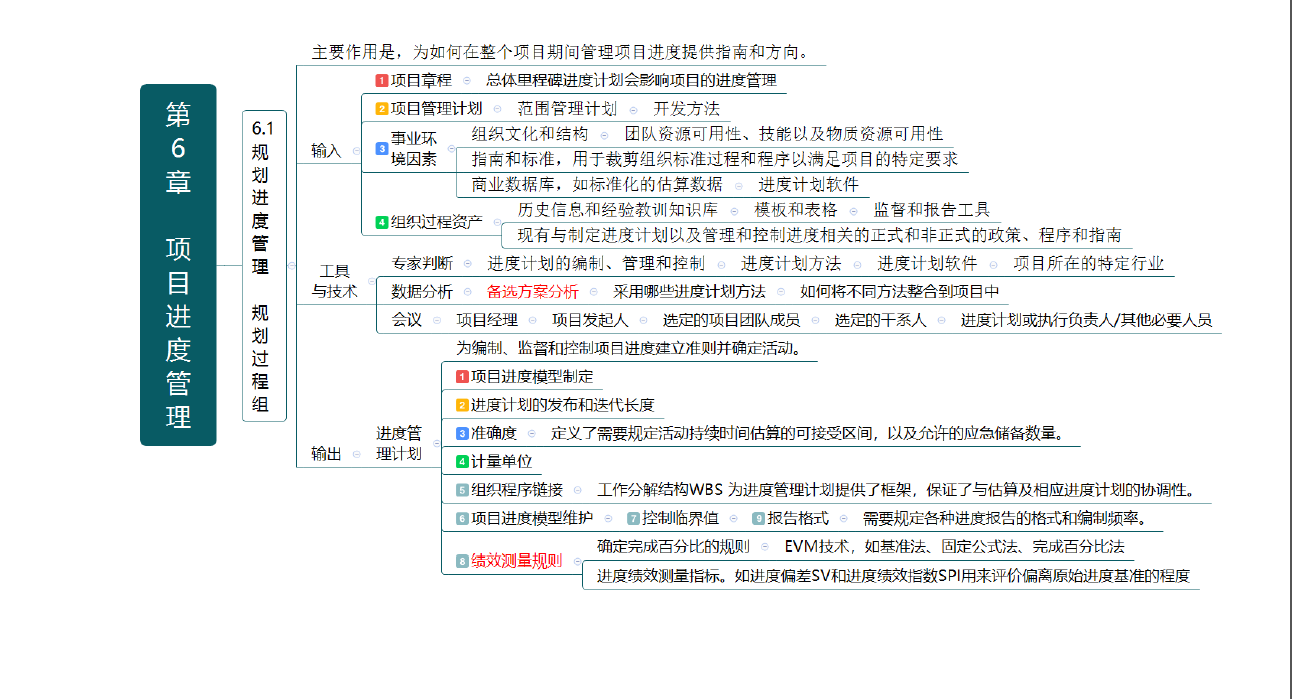 第6章 项目进度管理
6.1 规划进度管理 规划过程组
主要作用是，为如何在整个项目期间管理项目进度提供指南和方向。
输入
1 项目章程 总体里程碑进度计划会影响项目的进度管理
2 项目管理计划 范围管理计划 开发方法
3 事业环境因素
组织文化和结构 团队资源可用性、技能以及物质资源可用性
指南和标准，用于裁剪组织标准过程和程序以满足项目的特定要求
商业数据库，如标准化的估算数据 进度计划软件
4 组织过程资产
历史信息和经验教训知识库 模板和表格 监督和报告工具
现有与制定进度计划以及管理和控制进度相关的正式和非正式的政策、程序和指南
工具与技术
专家判断 进度计划的编制、管理和控制 进度计划方法 进度计划软件 项目所在的特定行业
数据分析 备选方案分析 采用哪些进度计划方法 如何将不同方法整合到项目中
会议 项目经理 项目发起人 选定的项目团队成员 选定的干系人 进度计划或执行负责人/其他必要人员
输出
进度管理计划
为编制、监督和控制项目进度建立准则并确定活动。
1 项目进度模型制定
2 进度计划的发布和迭代长度
3 准确度 定义了需要规定活动持续时间估算的可接受区间，以及允许的应急储备数量。
4 计量单位
5 组织程序链接 工作分解结构WBS 为进度管理计划提供了框架，保证了与估算及相应进度计划的协调性。
6 项目进度模型维护 7 控制临界值 9 报告格式 需要规定各种进度报告的格式和编制频率。
8 绩效测量规则
确定完成百分比的规则 EVM技术，如基准法、固定公式法、完成百分比法
进度绩效测量指标。如进度偏差SV和进度绩效指数SPI用来评价偏离原始进度基准的程度